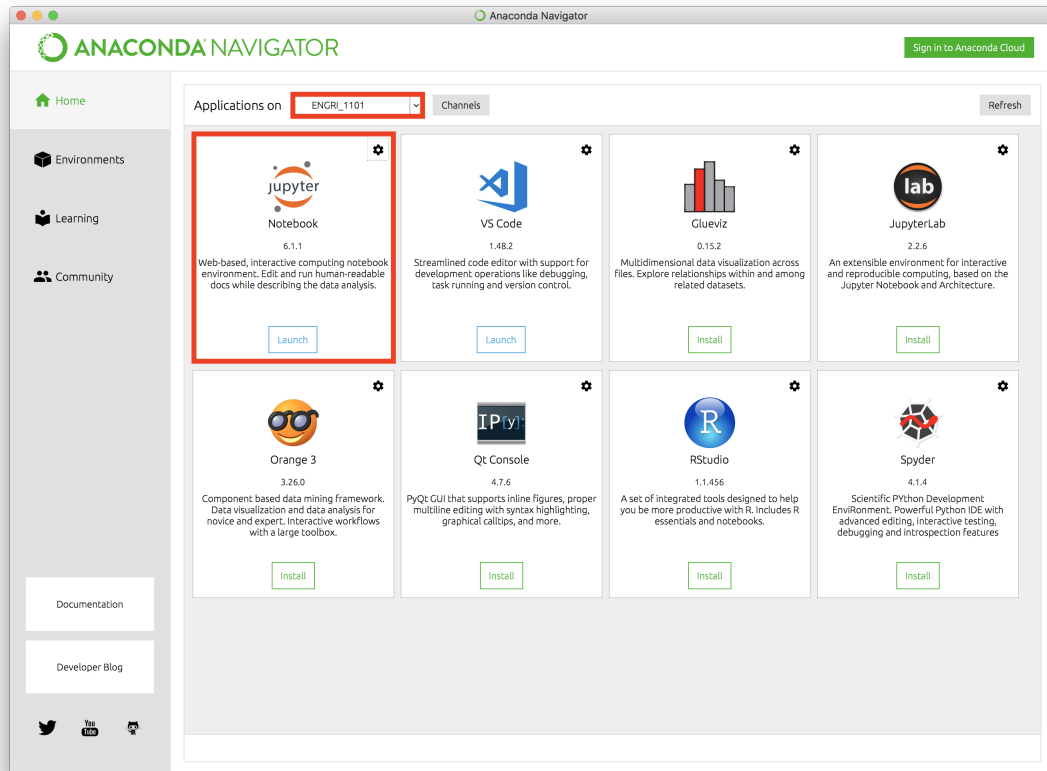 Anaconda Navigator
ANACONDA NAVIGATOR
Sign in to Anaconda Cloud
Home
Environments
Learning
Community
Documentation
Developer Blog
You
Tube
Applications on
ENGRI_1101
Channels
Refresh
jupyter
Notebook
6.1.1
Web-based, interactive computing notebook
environment. Edit and run human-readable
docs while describing the data analysis.
Launch
VS Code
1.48.2
Streamlined code editor with support for
development operations like debugging,
task running and version control.
Launch
Glueviz
0.15.2
Multidimensional data visualization across
files. Explore relationships within and among
related datasets.
Install
lab
JupyterLab
2.2.6
An extensible environment for interactive
and reproducible computing, based on the
Jupyter Notebook and Architecture.
Install
Orange 3
3.26.0
Component based data mining framework.
Data visualization and data analysis for
novice and expert. Interactive workflows
with a large toolbox.
Install
IP[y]:
Qt Console
4.7.6
PyQt GUI that supports inline figures, proper
multiline editing with syntax highlighting,
graphical calltips, and more.
Install
R
RStudio
1.1.456
A set of integrated tools designed to help
you be more productive with R. Includes R
essentials and notebooks.
Install
Spyder
4.1.4
Scientific PYthon Development
EnviRonment. Powerful Python IDE with
advanced editing, interactive testing,
debugging and introspection features
Install